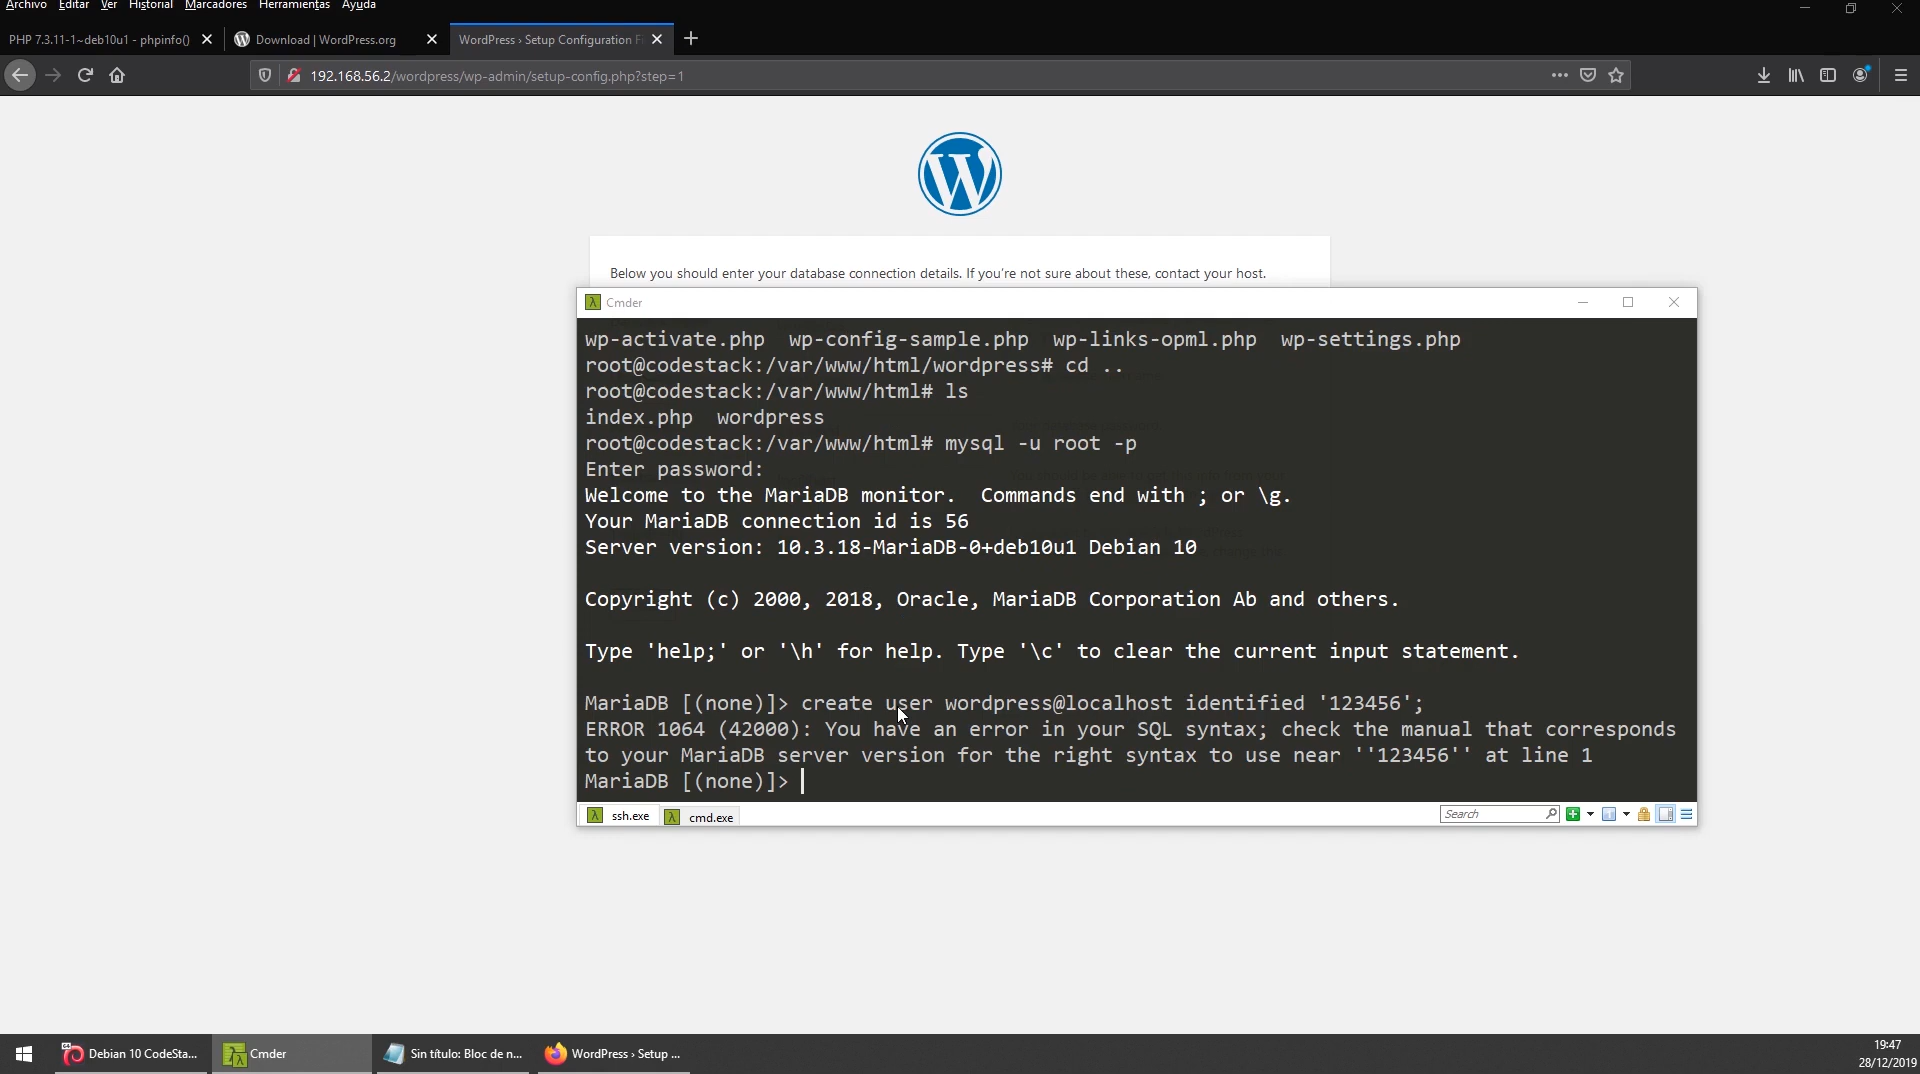 Archivo Editar Ver Historial Marcadores Herramientas Ayuda
PHP 7.3.11-1~deb10u1 - phpinfo()
Download | WordPress.org
WordPress › Setup Configuration F
192.168.56.2/wordpress/wp-admin/setup-config.php?step=1
Below you should enter your database connection details. If you're not sure about these, contact your host.
Cmder
wp-activate.php wp-config-sample.php wp-links-opml.php wp-settings.php
root@codestack:/var/www/html/wordpress# cd ..
root@codestack:/var/www/html# ls
index.php wordpress
root@codestack:/var/www/html# mysql -u root -p
Enter password:
Welcome to the MariaDB monitor. Commands end with ; or \g.
Your MariaDB connection id is 56
Server version: 10.3.18-MariaDB-0+deb10u1 Debian 10
Copyright (c) 2000, 2018, Oracle, MariaDB Corporation Ab and others.
Type 'help;' or '\h' for help. Type '\c' to clear the current input statement.
MariaDB [(none)]> create user wordpress@localhost identified '123456';
ERROR 1064 (42000): You have an error in your SQL syntax; check the manual that corresponds
to your MariaDB server version for the right syntax to use near ''123456'' at line 1
MariaDB [(none)]>
ssh.exe
cmd.exe
Search
Debian 10 CodeSta...
Cmder
Sin título: Bloc de n...
WordPress › Setup ...
19:47
28/12/2019